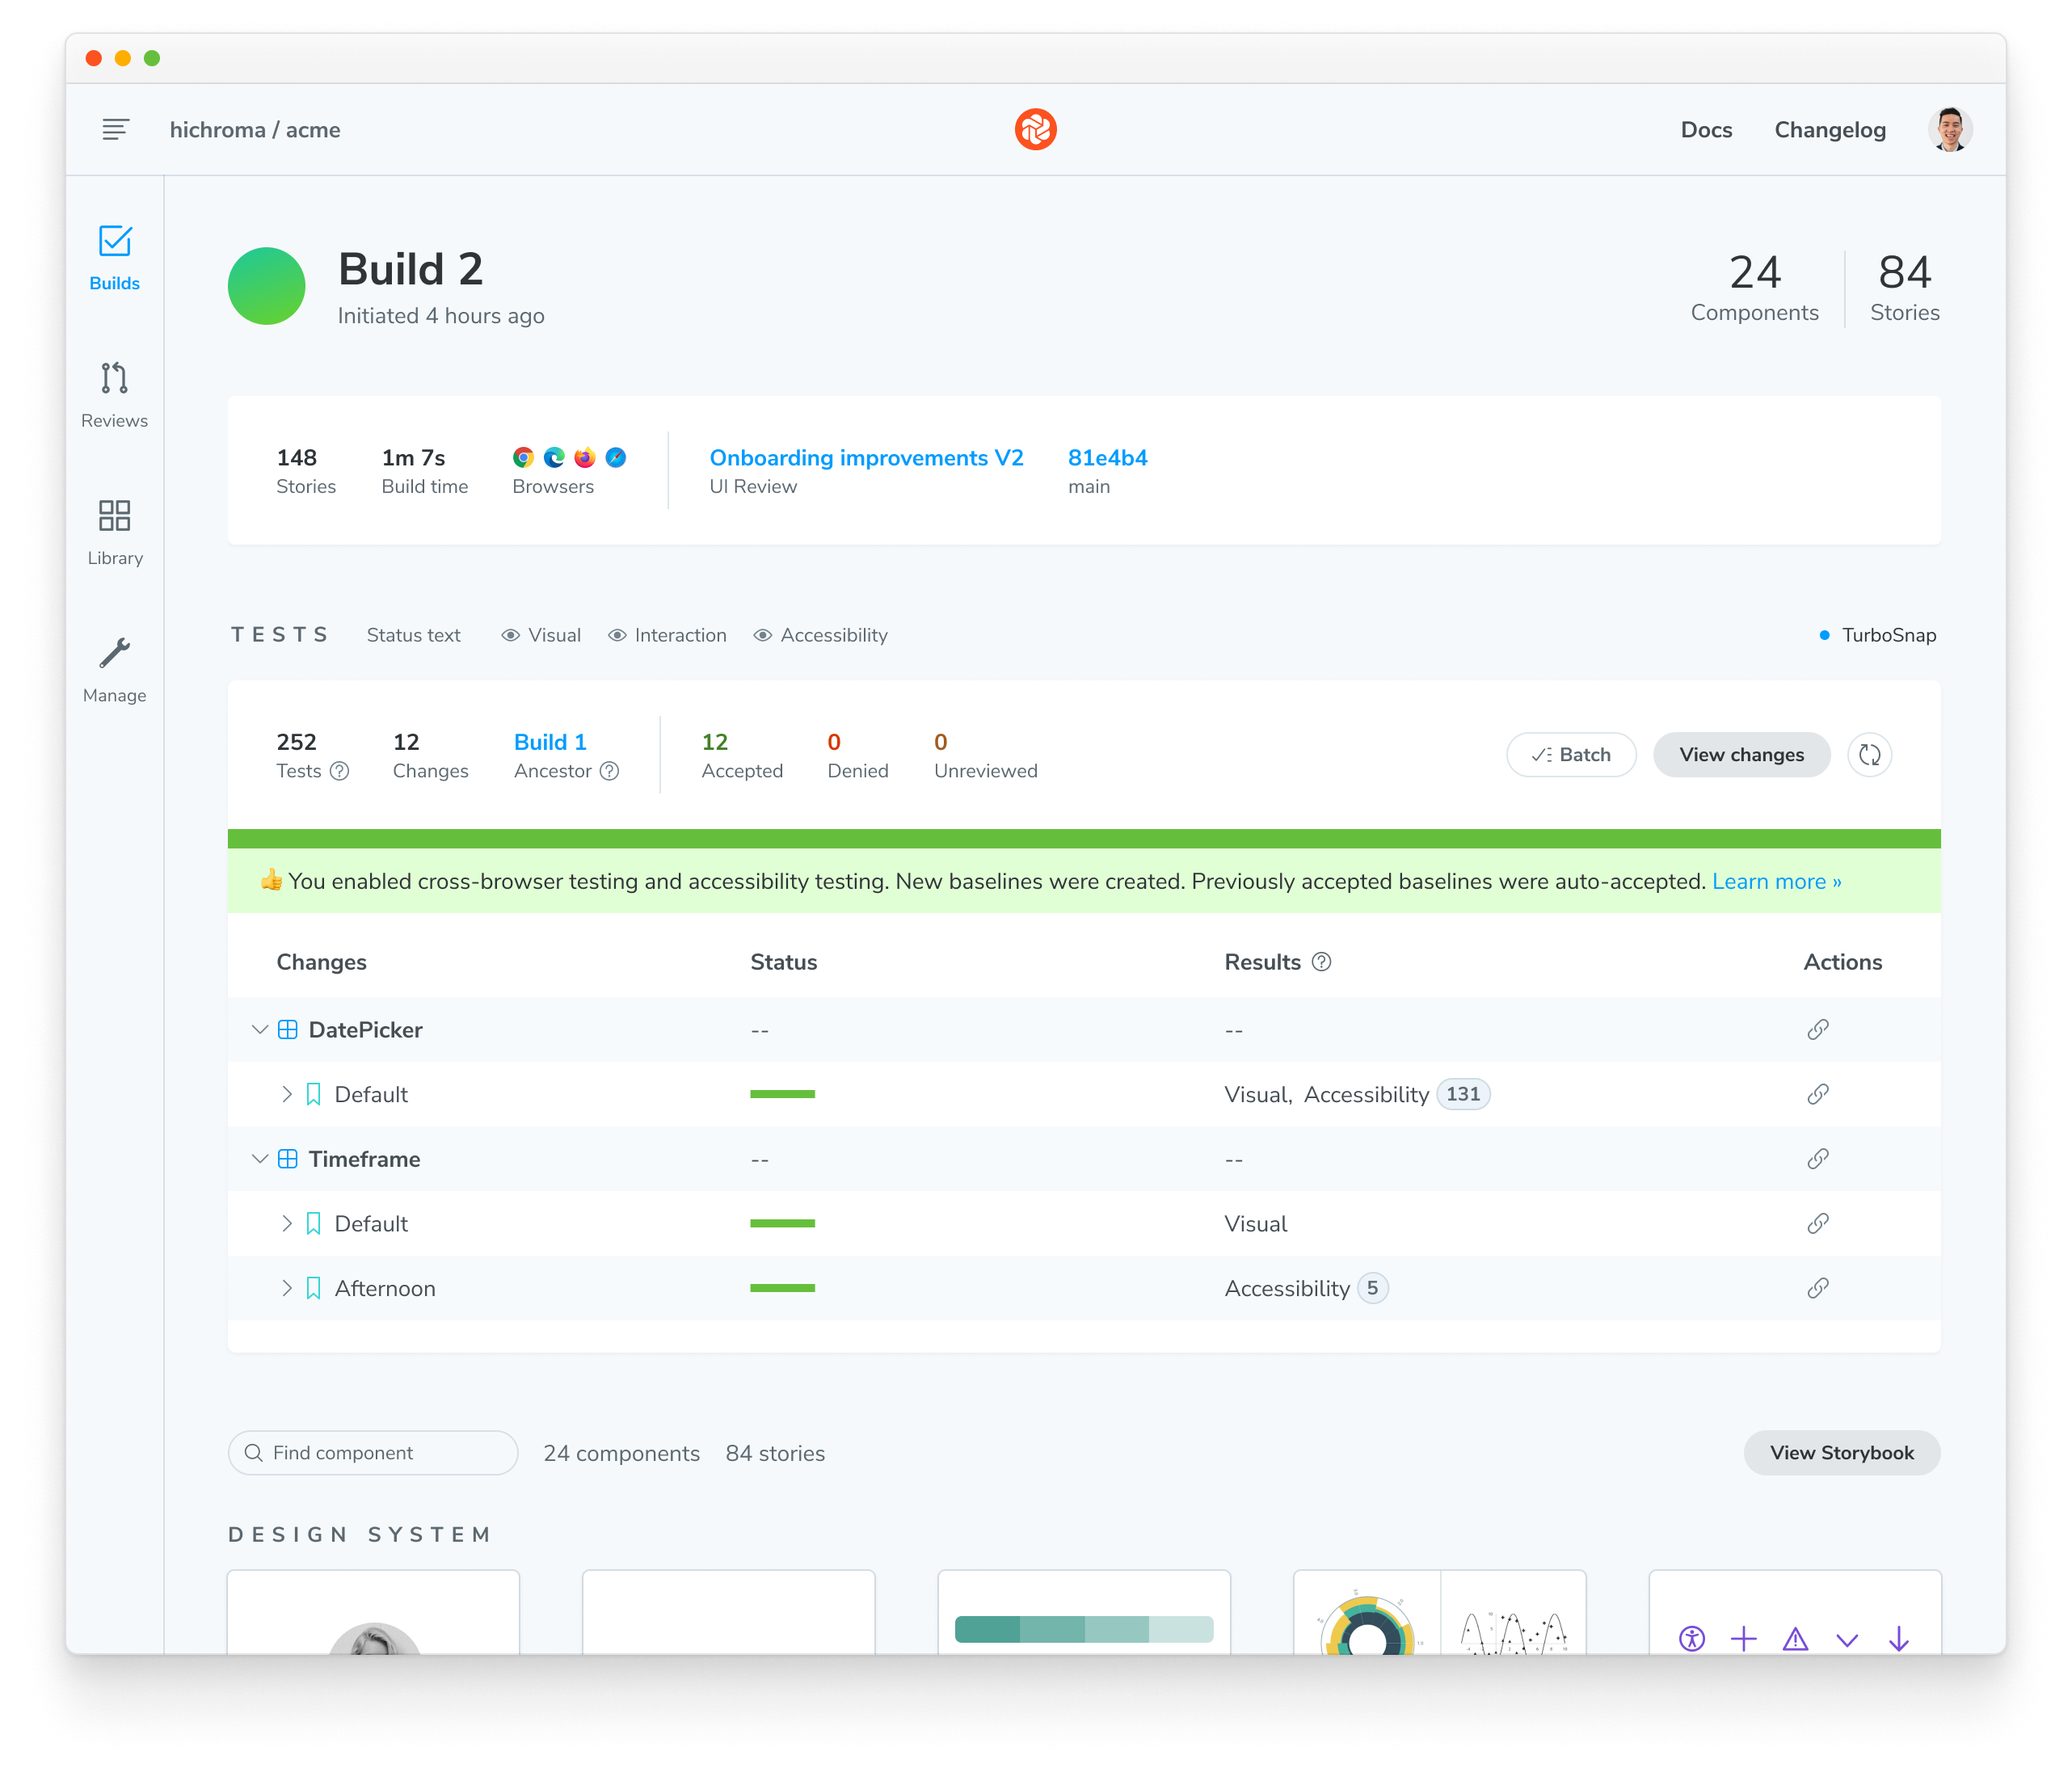 hichroma / acme
Docs
Changelog
Builds
Reviews
Library
Manage
Build 2
Initiated 4 hours ago
24
Components
84
Stories
148
Stories
1m 7s
Build time
Browsers
Onboarding improvements V2
UI Review
81e4b4
main
TESTS
Status text
Visual
Interaction
Accessibility
TurboSnap
252
Tests
12
Changes
Build 1
Ancestor
12
Accepted
0
Denied
0
Unreviewed
Batch
View changes
👍 You enabled cross-browser testing and accessibility testing. New baselines were created. Previously accepted baselines were auto-accepted. Learn more »
Changes Status Results Actions
DatePicker -- --
Default Visual, Accessibility 131
Timeframe -- --
Default Visual
Afternoon Accessibility 5
Find component
24 components
84 stories
View Storybook
DESIGN SYSTEM